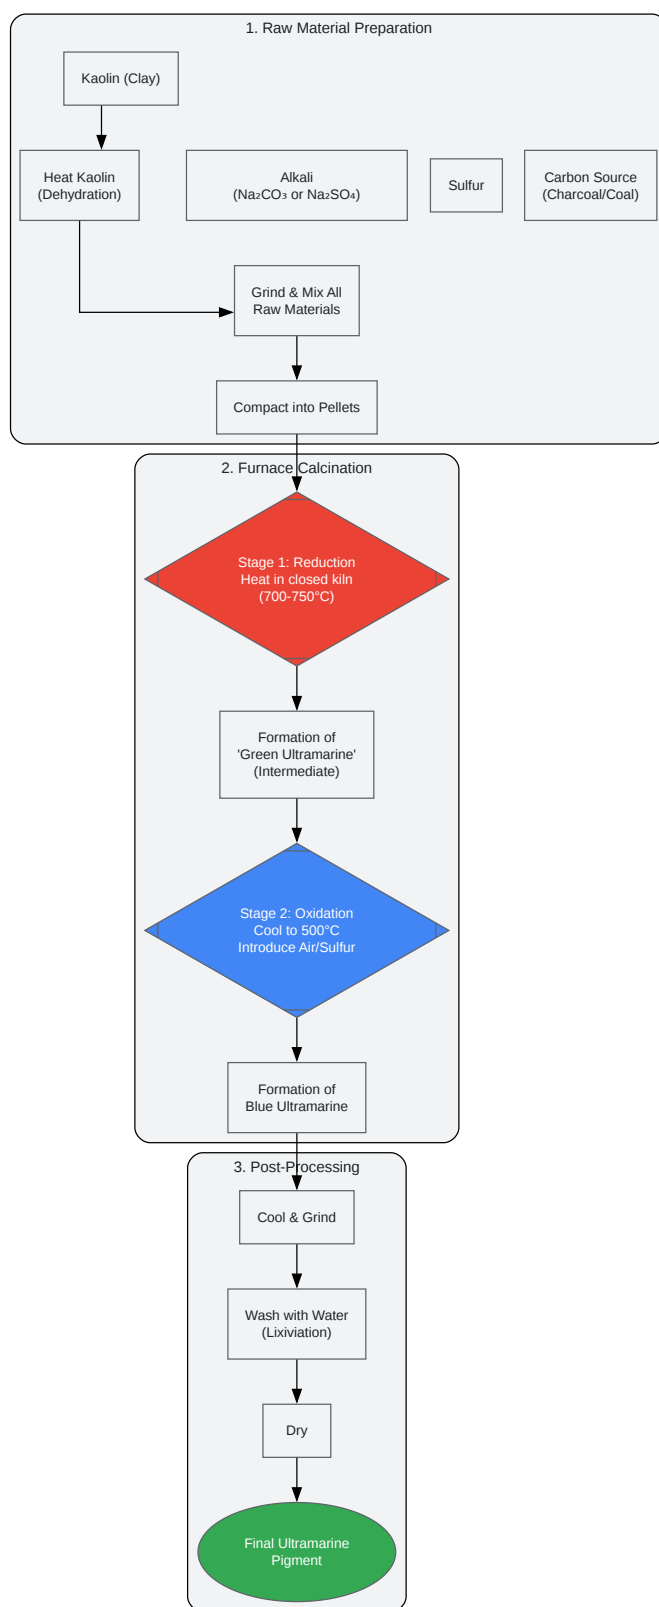 1. Raw Material Preparation
Kaolin (Clay)
Heat Kaolin
(Dehydration)
Alkali
(Na₂CO₃ or Na₂SO₄)
Sulfur
Carbon Source
(Charcoal/Coal)
Grind & Mix All
Raw Materials
Compact into Pellets
2. Furnace Calcination
Stage 1: Reduction
Heat in closed kiln
(700-750°C)
Formation of
'Green Ultramarine'
(Intermediate)
Stage 2: Oxidation
Cool to 500°C
Introduce Air/Sulfur
Formation of
Blue Ultramarine
3. Post-Processing
Cool & Grind
Wash with Water
(Lixiviation)
Dry
Final Ultramarine
Pigment